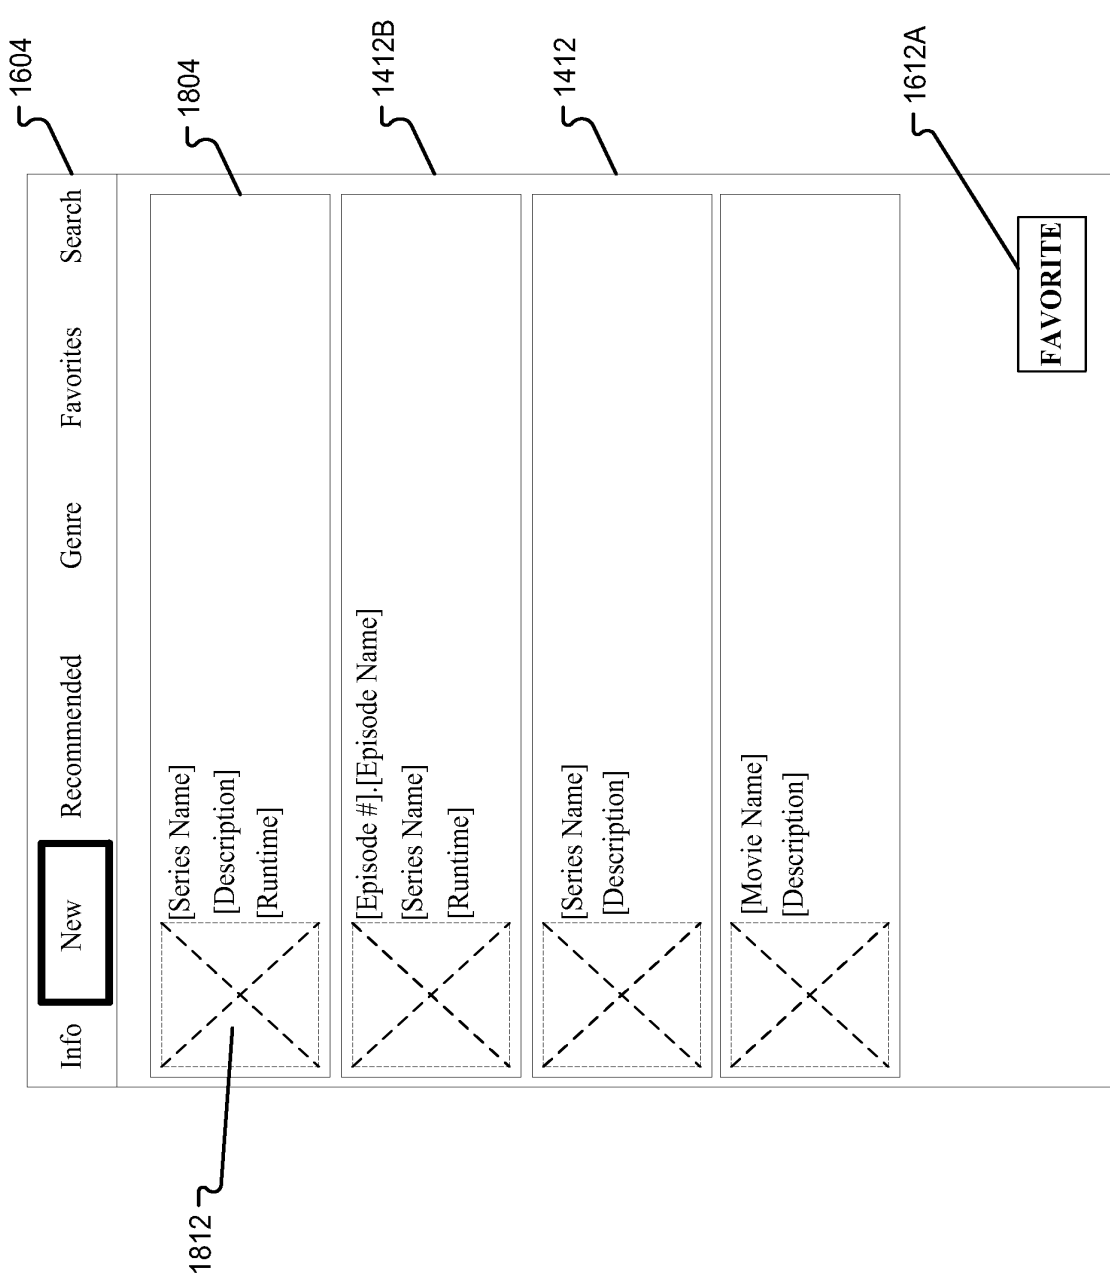 1604
1804
1412B
1412
1612A
Info New Recommended Genre Favorites Search
[Series Name]
[Description]
[Runtime]
[Episode #].[Episode Name]
[Series Name]
[Runtime]
[Series Name]
[Description]
[Movie Name]
[Description]
FAVORITE
1812